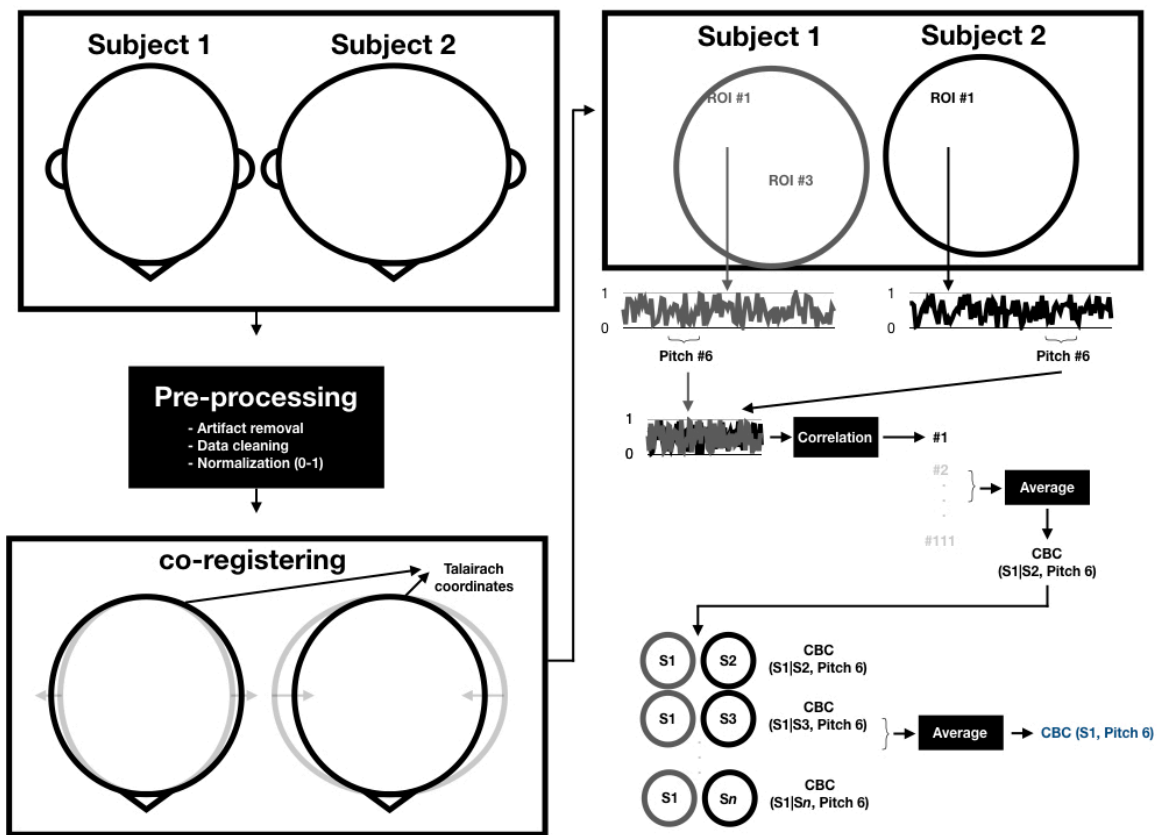 Subject 1
Subject 2
Pre-processing
- Artifact removal
- Data cleaning
- Normalization (0-1)
co-registering
Talairach
coordinates
Subject 1
Subject 2
ROI #1
ROI #3
ROI #1
1
0
Pitch #6
1
0
Pitch #6
1
0
Correlation
#1
#2
#111
Average
CBC
(S1|S2, Pitch 6)
S1
S2
CBC
(S1|S2, Pitch 6)
S1
S3
CBC
(S1|S3, Pitch 6)
S1
Sn
CBC
(S1|Sn, Pitch 6)
Average
CBC (S1, Pitch 6)